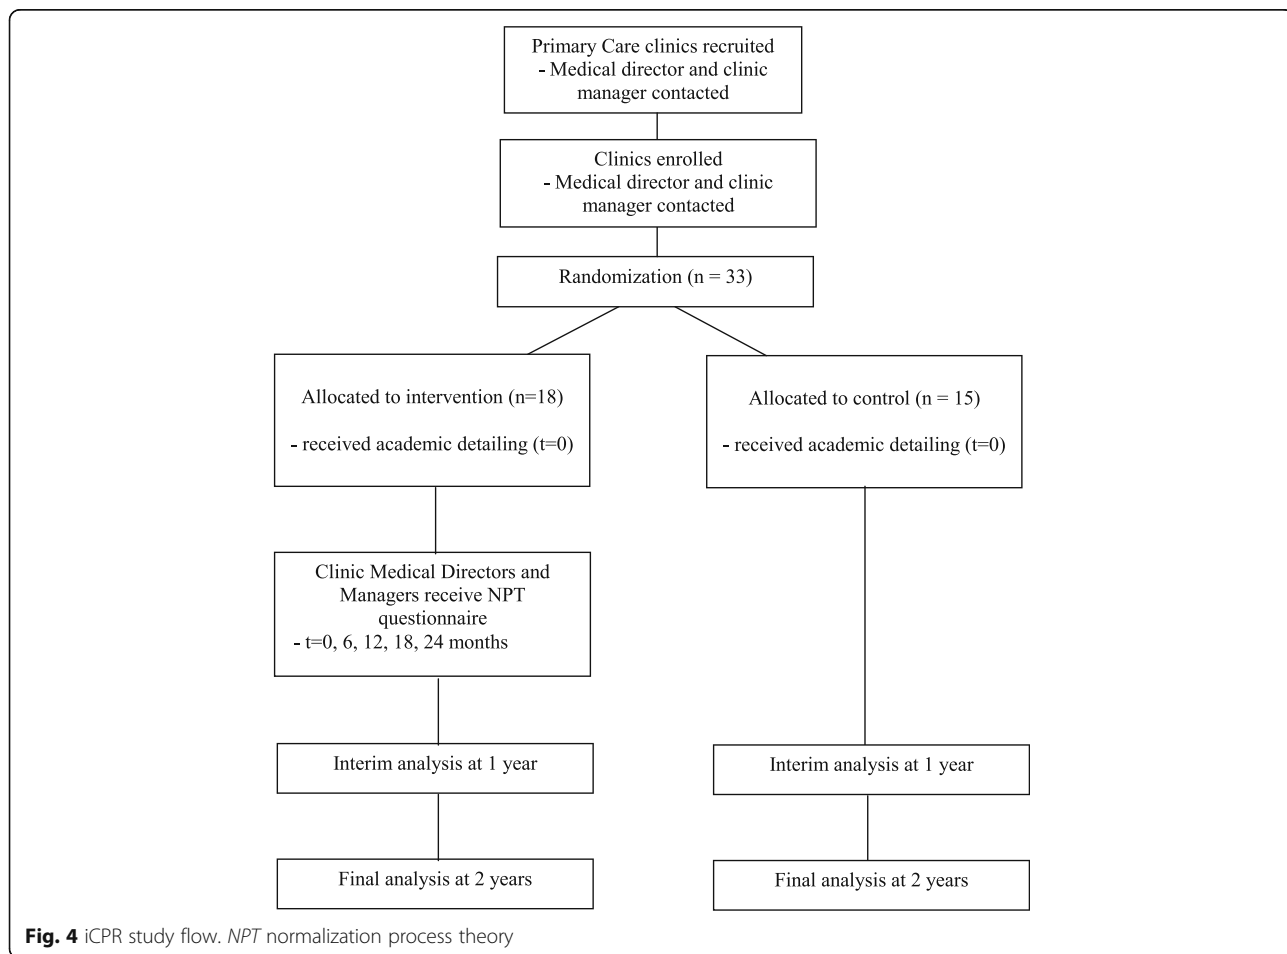 Primary Care clinics recruited
- Medical director and clinic
manager contacted
Clinics enrolled
- Medical director and clinic
manager contacted
Randomization (n = 33)
Allocated to intervention (n=18)
- received academic detailing (t=0)
Allocated to control (n = 15)
- received academic detailing (t=0)
Clinic Medical Directors and
Managers receive NPT
questionnaire
- t=0, 6, 12, 18, 24 months
Interim analysis at 1 year
Interim analysis at 1 year
Final analysis at 2 years
Final analysis at 2 years
Fig. 4 iCPR study flow. NPT normalization process theory